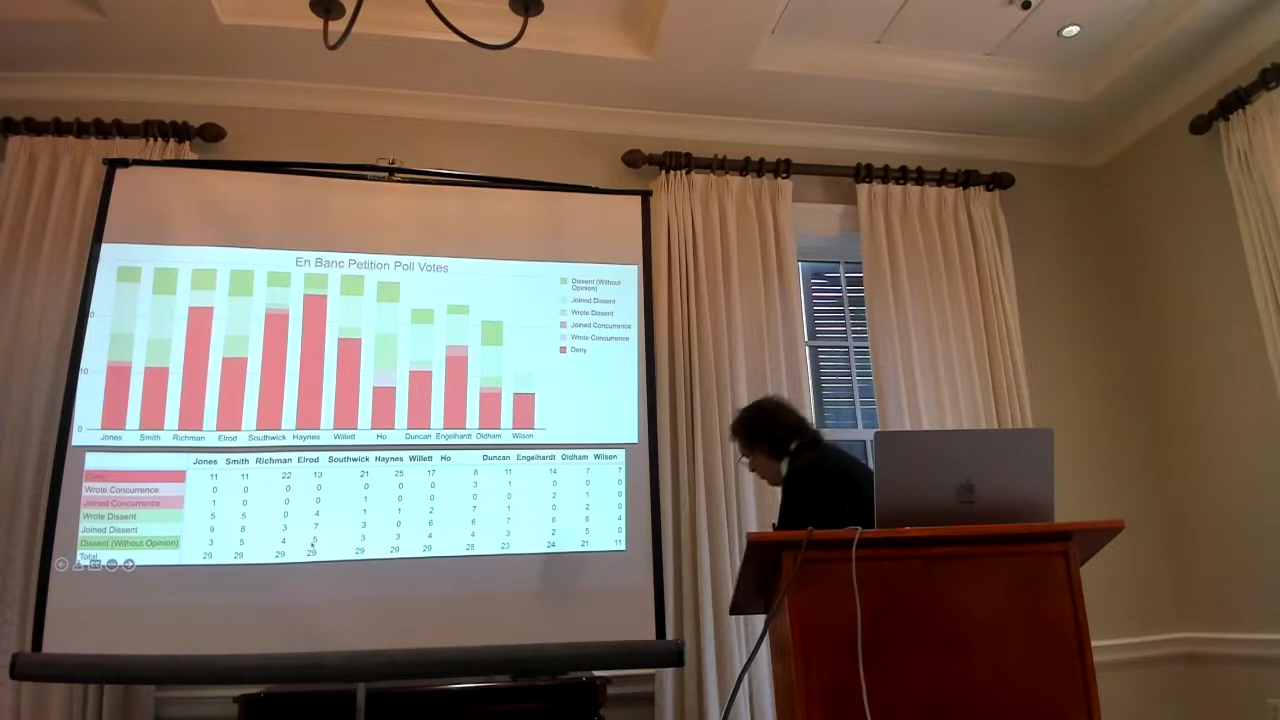 En Banc Petition Poll Votes
Dissent (Without Opinion)
Joined Dissent
Wrote Dissent
Joined Concurrence
Wrote Concurrence
Deny
10
0
Jones Smith Richman Elrod Southwick Haynes Willett Ho Duncan Engelhardt Oldham Wilson
Jones Smith Richman Elrod Southwick Haynes Willett Ho Duncan Engelhardt Oldham Wilson
11 11 22 13 21 25 17 8 11 14 7 7
Wrote Concurrence 0 0 0 0 0 0 0 3 1 0 0 0
Joined Concurrence 1 0 0 0 1 0 0 0 0 2 1 0
Wrote Dissent 5 5 0 4 1 1 2 7 1 0 2 0
Joined Dissent 9 8 3 7 3 0 6 6 7 6 6 4
Dissent (Without Opinion) 3 5 4 5 3 3 4 4 3 2 5 0
Total 29 29 29 29 29 29 29 28 23 24 21 11